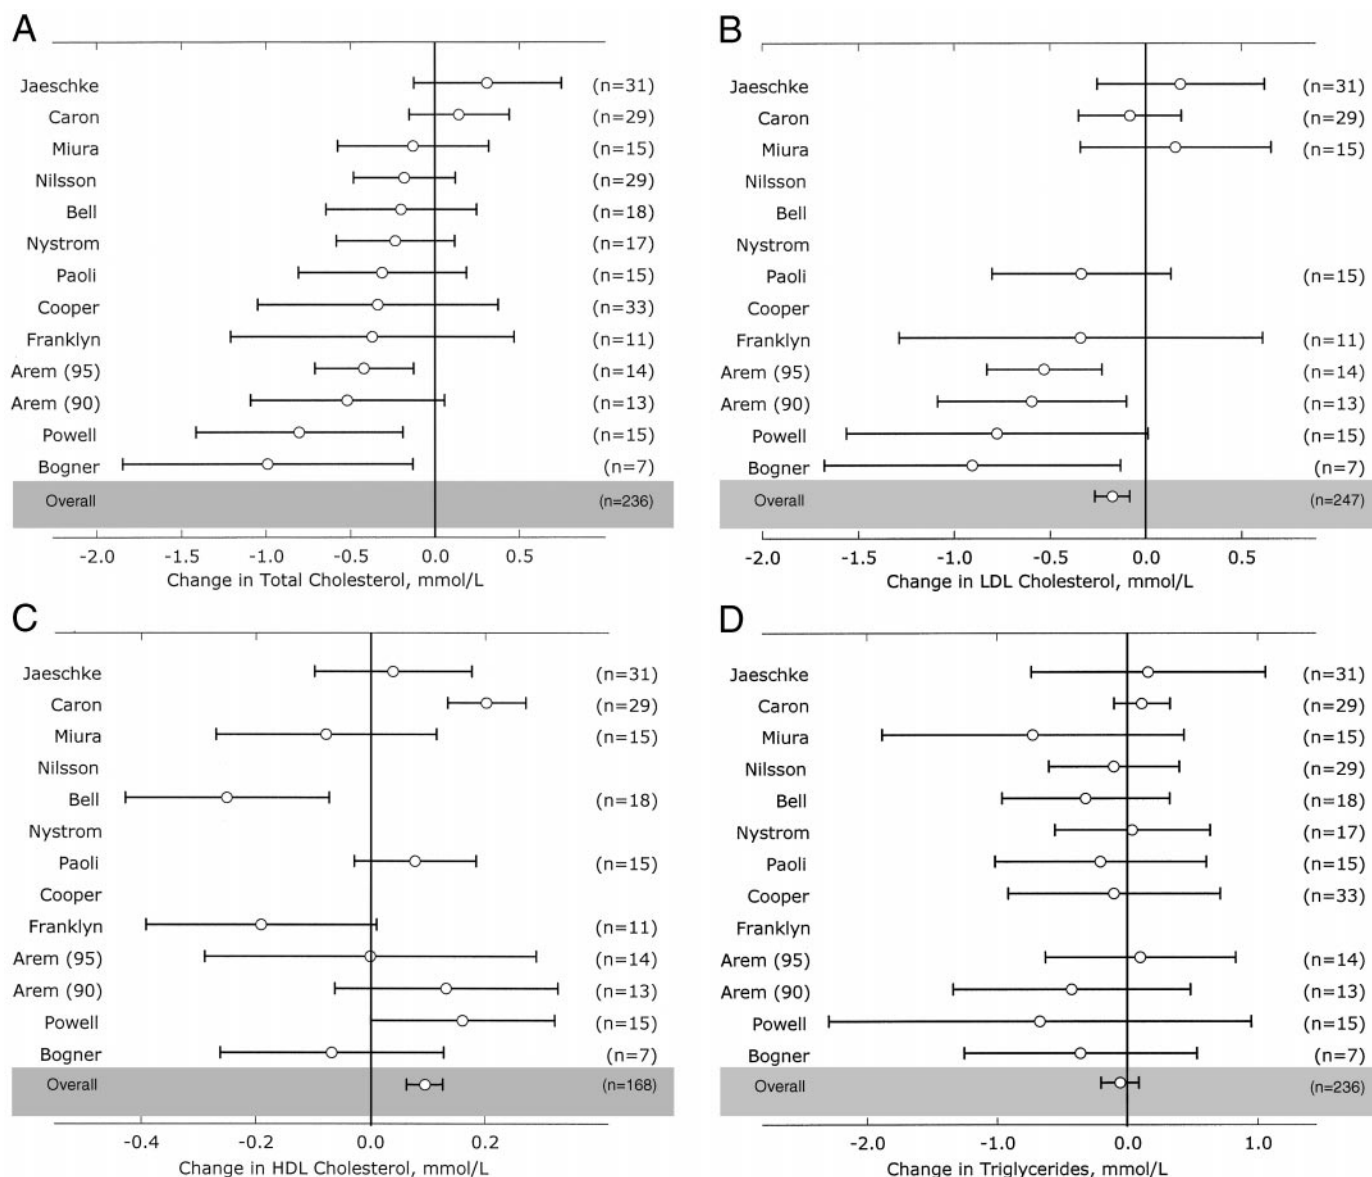 A
Jaeschke (n=31)
Caron (n=29)
Miura (n=15)
Nilsson (n=29)
Bell (n=18)
Nystrom (n=17)
Paoli (n=15)
Cooper (n=33)
Franklyn (n=11)
Arem (95) (n=14)
Arem (90) (n=13)
Powell (n=15)
Bogner (n=7)
Overall (n=236)
-2.0 -1.5 -1.0 -0.5 0.0 0.5
Change in Total Cholesterol, mmol/L
B
Jaeschke (n=31)
Caron (n=29)
Miura (n=15)
Nilsson
Bell
Nystrom
Paoli (n=15)
Cooper
Franklyn (n=11)
Arem (95) (n=14)
Arem (90) (n=13)
Powell (n=15)
Bogner (n=7)
Overall (n=247)
-2.0 -1.5 -1.0 -0.5 0.0 0.5
Change in LDL Cholesterol, mmol/L
C
Jaeschke (n=31)
Caron (n=29)
Miura (n=15)
Nilsson
Bell (n=18)
Nystrom
Paoli (n=15)
Cooper
Franklyn (n=11)
Arem (95) (n=14)
Arem (90) (n=13)
Powell (n=15)
Bogner (n=7)
Overall (n=168)
-0.4 -0.2 0.0 0.2
Change in HDL Cholesterol, mmol/L
D
Jaeschke (n=31)
Caron (n=29)
Miura (n=15)
Nilsson (n=29)
Bell (n=18)
Nystrom (n=17)
Paoli (n=15)
Cooper (n=33)
Franklyn
Arem (95) (n=14)
Arem (90) (n=13)
Powell (n=15)
Bogner (n=7)
Overall (n=236)
-2.0 -1.0 0.0 1.0
Change in Triglycerides, mmol/L